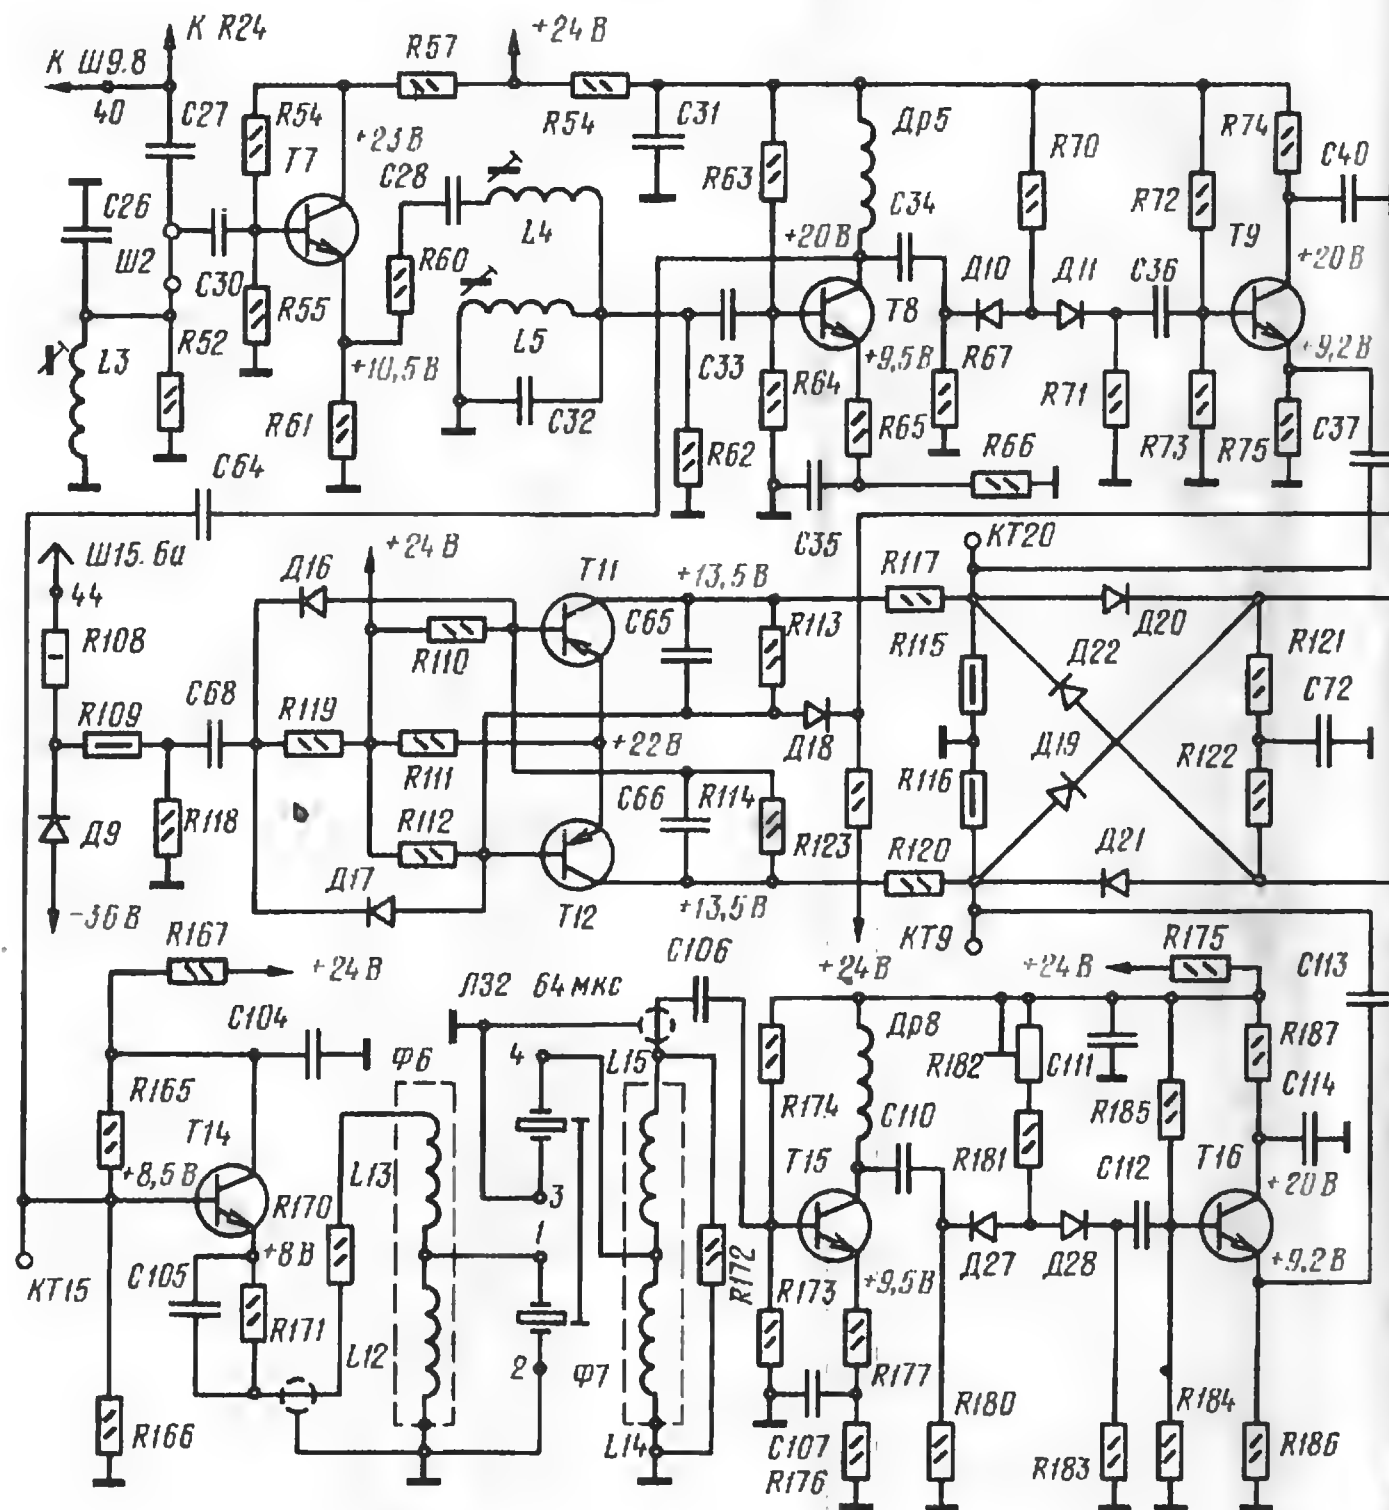 К R24
+24 В
К Ш9.8
R57
40
C27
R54
R54
C31
Др5
R74
+23 В
T7
C28
R63
R70
C40
C26
C34
R72
Ш2
L4
+20 В
T9
C30
R60
Д10
Д11
C36
+20 В
R55
T8
L3
R52
L5
+10,5 В
C33
+9,5 В
R67
+9,2 В
R64
R71
R61
C32
R65
C37
C64
R62
R66
R73
R75
C35
КТ20
Ш15.6а
+24 В
T11
+13,5 В
R117
44
Д16
C65
R113
Д20
R108
R110
R115
Д22
R121
C68
C72
R109
R119
+22 В
Д18
Д19
R122
R111
R116
C66
R114
Д9
R118
R112
R123
R120
Д21
Д17
-36 В
T12
+13,5 В
КТ9
R167
C106
R175
+24 В
ЛЗ2 64 мкс
+24 В
+24 В
C113
C104
Др8
Ф6
4
L15
R182
C111
R187
R165
C114
R174
C110
R185
T14
L13
T15
R181
C112
T16
+8,5 В
R170
3
+20 В
1
+8 В
C105
R172
R173
+9,5 В
Д27
Д28
+9,2 В
КТ15
R171
L12
2
Ф7
R177
R180
R184
R166
L14
C107
R176
R183
R186